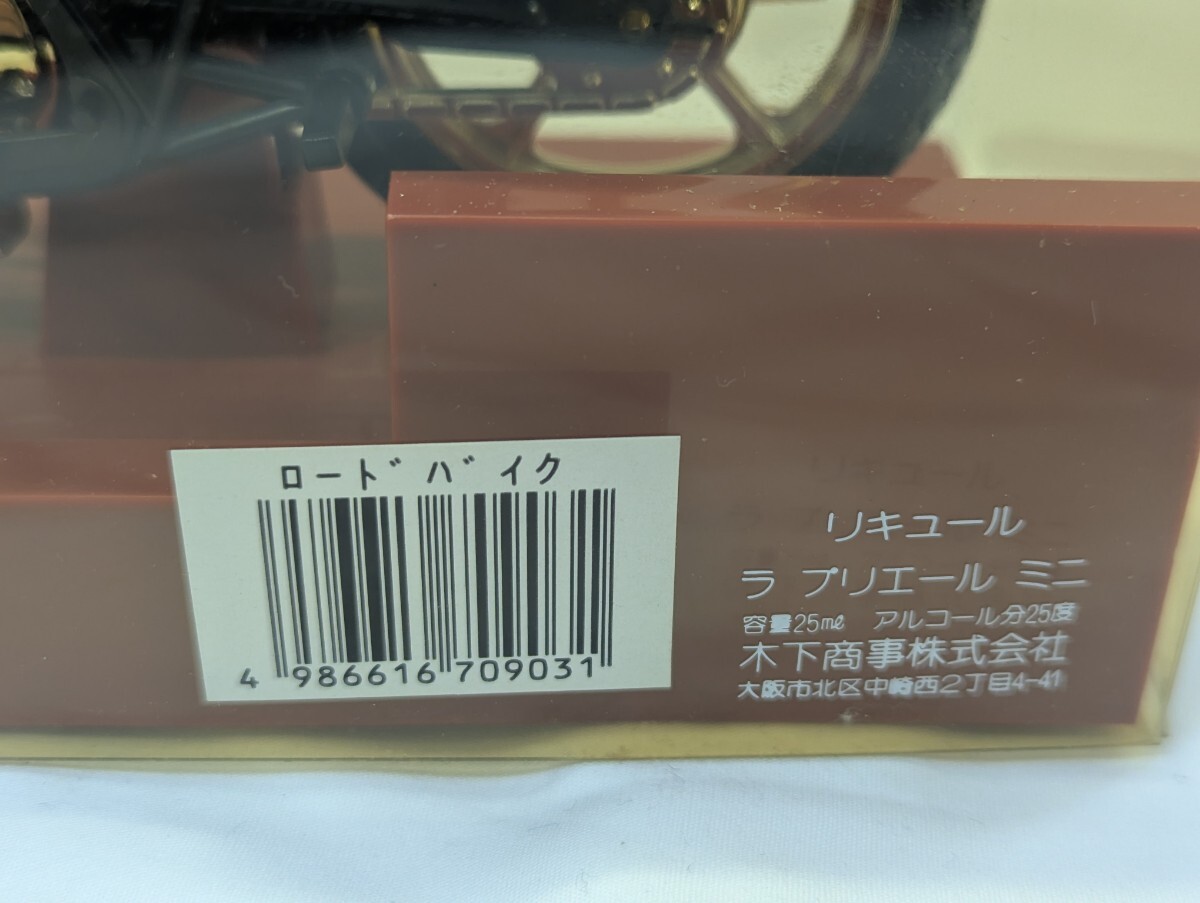 ロード バイク
4 986616 709031
リキュール
ラ プリエール ミニ
容量25mℓ アルコール分25度
木下商事株式会社
大阪市北区中崎西2丁目4-41